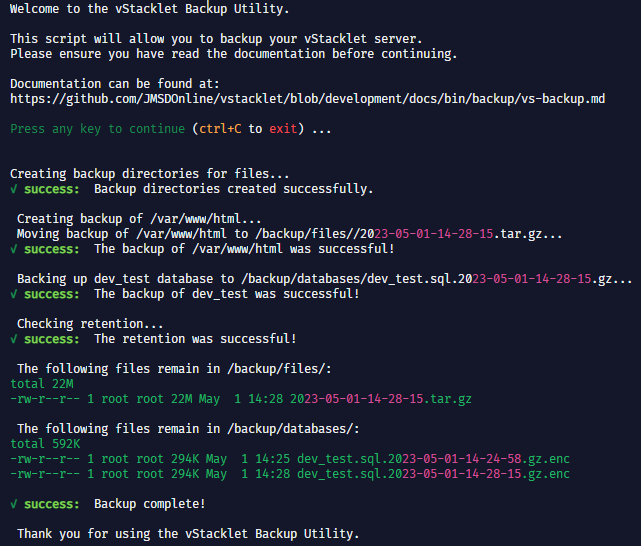 Welcome to the vStacklet Backup Utility.
This script will allow you to backup your vStacklet server.
Please ensure you have read the documentation before continuing.
Documentation can be found at:
https://github.com/JMSDOnline/vstacklet/blob/development/docs/bin/backup/vs-backup.md
Press any key to continue (ctrl+C to exit) ...
Creating backup directories for files...
√ success:  Backup directories created successfully.
Creating backup of /var/www/html...
Moving backup of /var/www/html to /backup/files//2023-05-01-14-28-15.tar.gz...
√ success:  The backup of /var/www/html was successful!
Backing up dev_test database to /backup/databases/dev_test.sql.2023-05-01-14-28-15.gz...
√ success:  The backup of dev_test was successful!
Checking retention...
√ success:  The retention was successful!
The following files remain in /backup/files/:
total 22M
-rw-r--r-- 1 root root 22M May  1 14:28 2023-05-01-14-28-15.tar.gz
The following files remain in /backup/databases/:
total 592K
-rw-r--r-- 1 root root 294K May  1 14:25 dev_test.sql.2023-05-01-14-24-58.gz.enc
-rw-r--r-- 1 root root 294K May  1 14:28 dev_test.sql.2023-05-01-14-28-15.gz.enc
√ success:  Backup complete!
Thank you for using the vStacklet Backup Utility.